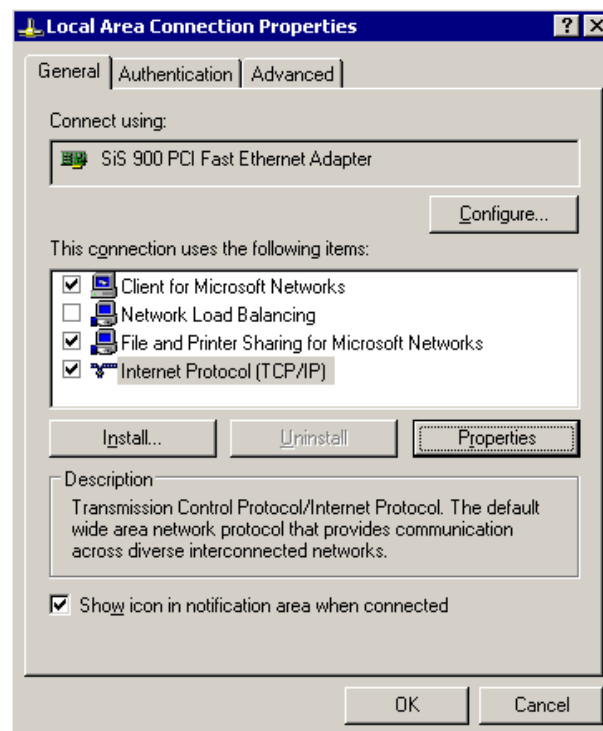 Local Area Connection Properties
General Authentication Advanced
Connect using:
SiS 900 PCI Fast Ethernet Adapter
Configure...
This connection uses the following items:
Client for Microsoft Networks
Network Load Balancing
File and Printer Sharing for Microsoft Networks
Internet Protocol (TCP/IP)
Install... Uninstall Properties
Description
Transmission Control Protocol/Internet Protocol. The default
wide area network protocol that provides communication
across diverse interconnected networks.
Show icon in notification area when connected
OK Cancel